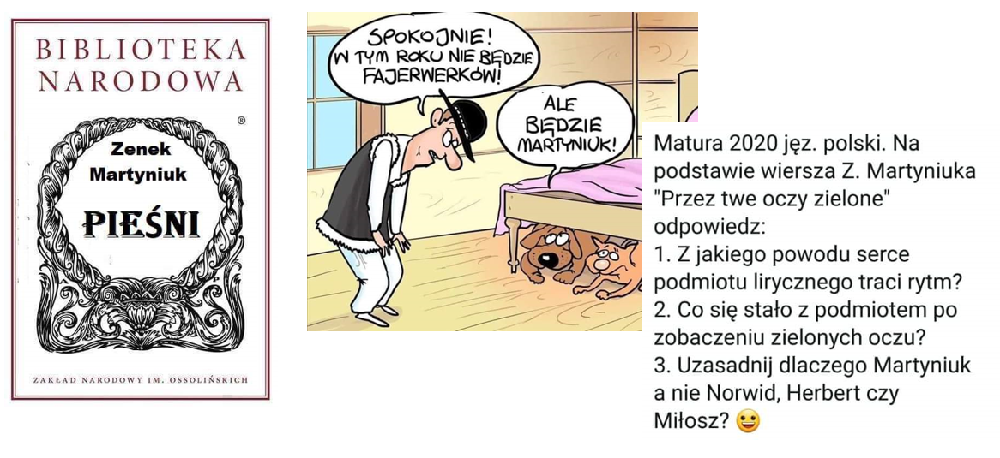 BIBLIOTEKA
NARODOWA
®
Zenek
Martyniuk
PIEŚNI
ZAKŁAD NARODOWY IM. OSSOLIŃSKICH
SPOKOJNIE!
W TYM ROKU NIE BĘDZIE
FAJERWERKÓW!
ALE
BĘDZIE
MARTYNIUK!
Matura 2020 jęz. polski. Na
podstawie wiersza Z. Martyniuka
"Przez twe oczy zielone"
odpowiedz:
1. Z jakiego powodu serce
podmiotu lirycznego traci rytm?
2. Co się stało z podmiotem po
zobaczeniu zielonych oczu?
3. Uzasadnij dlaczego Martyniuk
a nie Norwid, Herbert czy
Miłosz? 😀